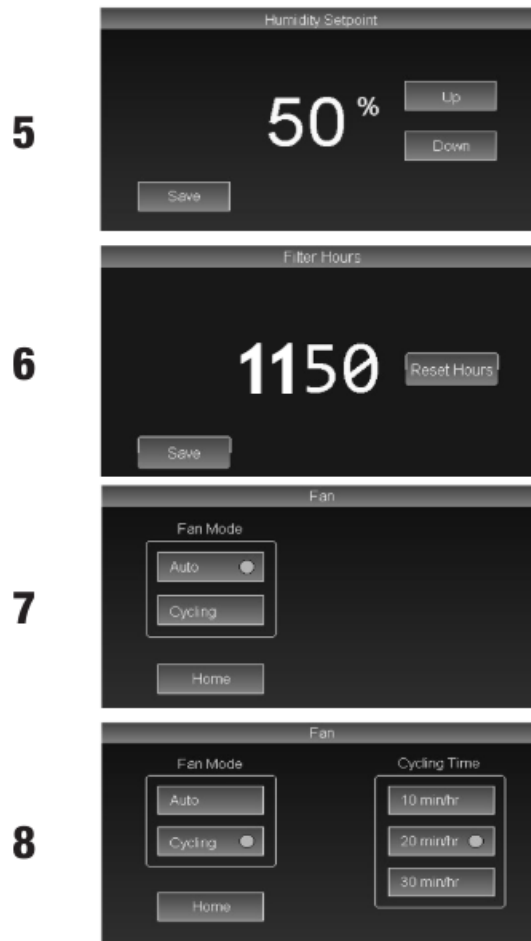 5
Humidity Setpoint
50 %
Up
Down
Save
6
Filter Hours
1150
Reset Hours
Save
7
Fan
Fan Mode
Auto
Cycling
Home
8
Fan
Fan Mode
Cycling Time
Auto
10 min/hr
Cycling
20 min/hr
30 min/hr
Home